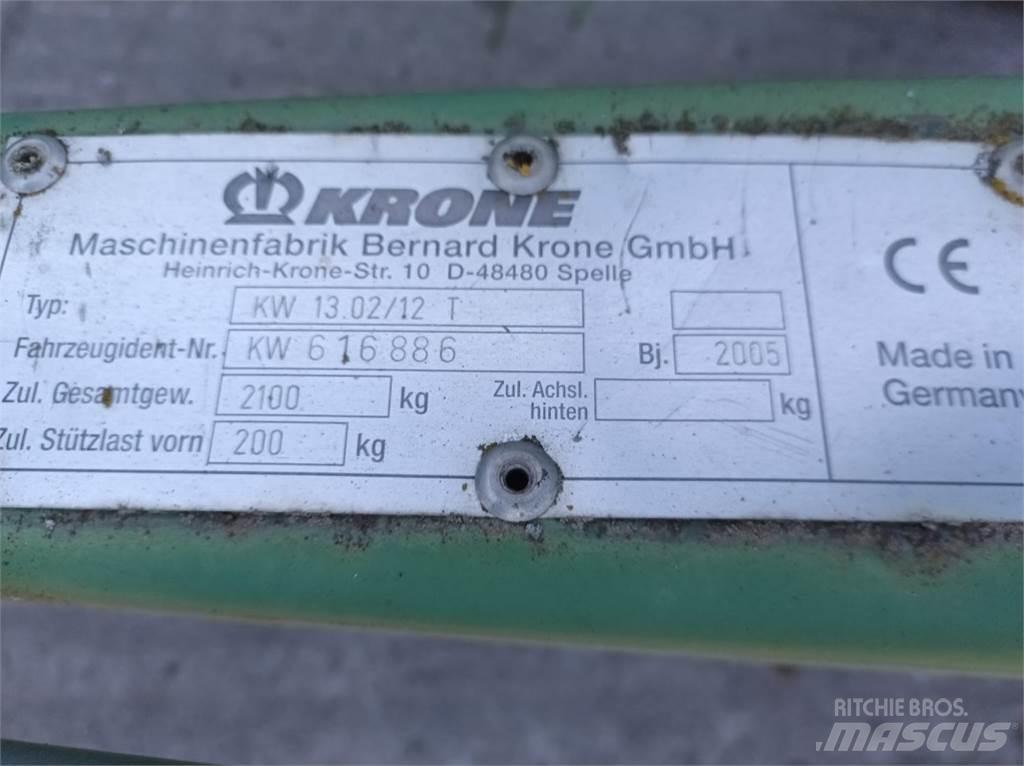 KRONE
Maschinenfabrik Bernard Krone GmbH
Heinrich-Krone-Str. 10 D-48480 Spelle
CE
Typ: KW 13.02/12 T
Fahrzeugident-Nr. KW 616886 Bj. 2005
Zul. Gesamtgew. 2100 kg Zul. Achsl. hinten kg
Zul. Stützlast vorn 200 kg
Made in
Germany
RITCHIE BROS.
MASCUS